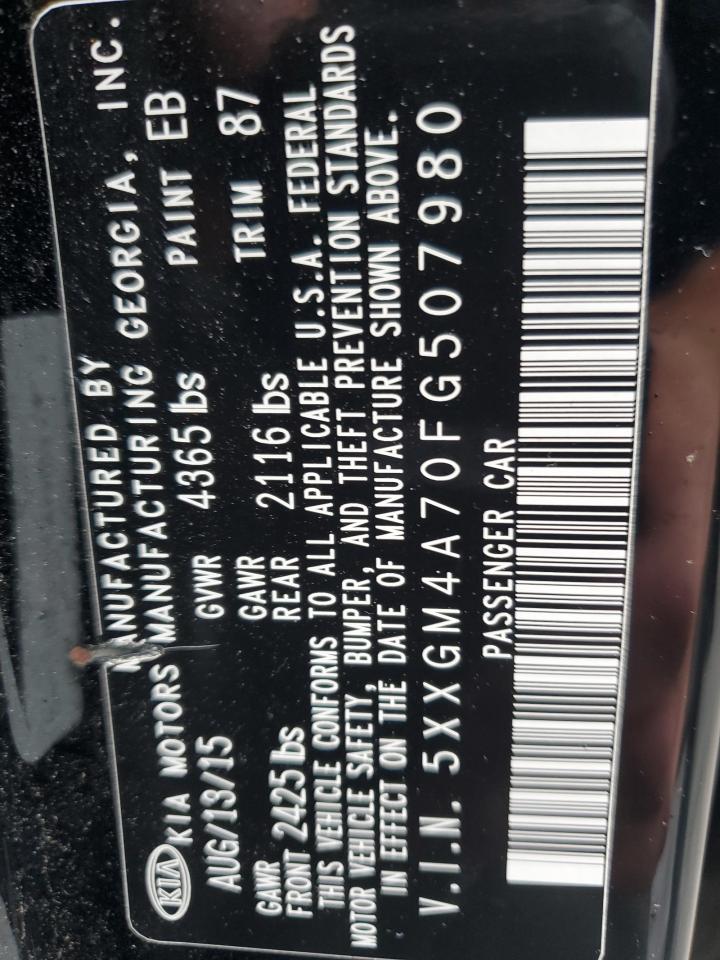 MANUFACTURED BY
KIA KIA MOTORS MANUFACTURING GEORGIA, INC.
AUG/13/15 GVWR 4365 lbs PAINT EB
GAWR FRONT 2425 lbs GAWR REAR 2116 lbs TRIM 87
THIS VEHICLE CONFORMS TO ALL APPLICABLE U.S.A. FEDERAL
MOTOR VEHICLE SAFETY, BUMPER, AND THEFT PREVENTION STANDARDS
IN EFFECT ON THE DATE OF MANUFACTURE SHOWN ABOVE.
V.I.N. 5XXGM4A70FG507980
PASSENGER CAR